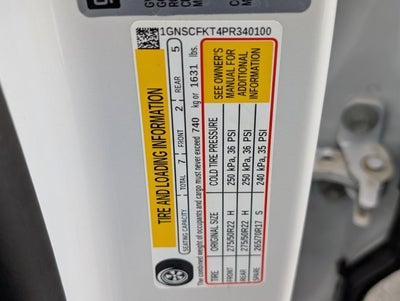 1GNSCFKT4PR340100
TIRE AND LOADING INFORMATION
SEATING CAPACITY TOTAL 7 FRONT 2 REAR 5
The combined weight of occupants and cargo must never exceed 740 kg or 1631 lbs.
TIRE ORIGINAL SIZE COLD TIRE PRESSURE
FRONT 275/50R22 H 250 kPa, 36 PSI
REAR 275/50R22 H 250 kPa, 36 PSI
SPARE 265/70R17 S 240 kPa, 35 PSI
SEE OWNER'S
MANUAL FOR
ADDITIONAL
INFORMATION